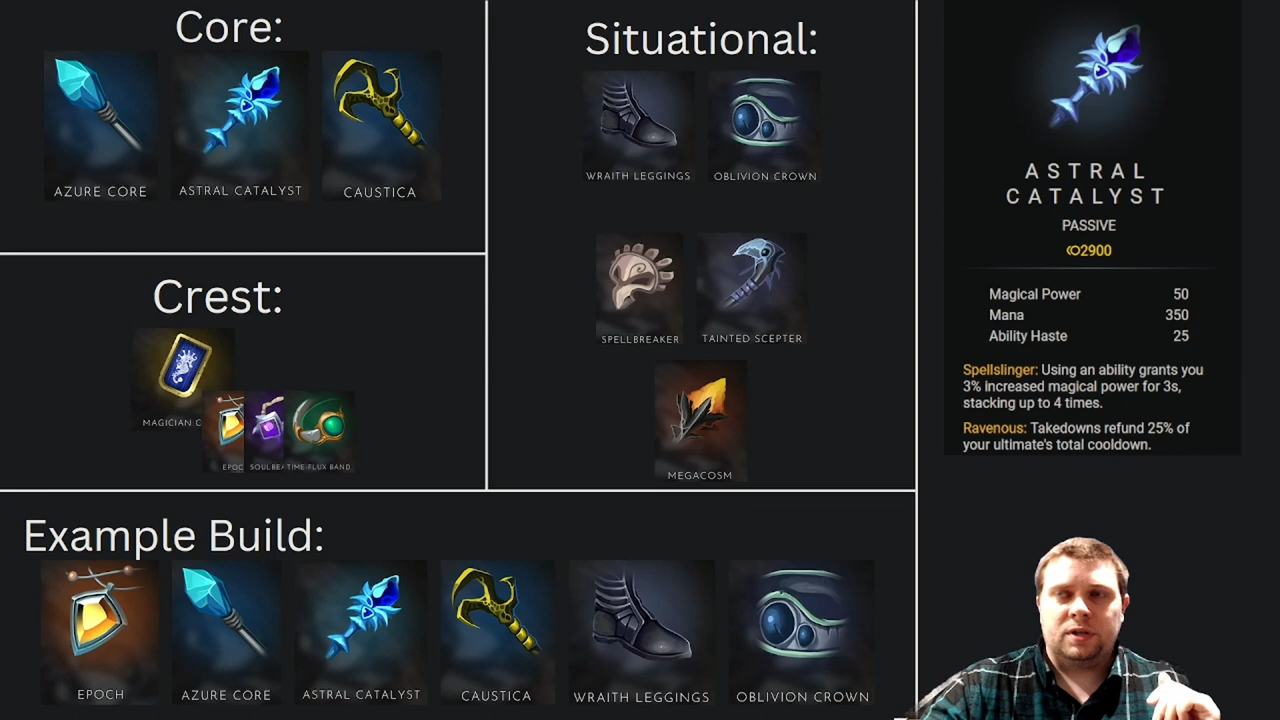 Core:
AZURE CORE
ASTRAL CATALYST
CAUSTICA
Crest:
MAGICIAN C
EPOC
SOULBEA
TIME-FLUX BAND
Situational:
WRAITH LEGGINGS
OBLIVION CROWN
SPELLBREAKER
TAINTED SCEPTER
MEGACOSM
Example Build:
EPOCH
AZURE CORE
ASTRAL CATALYST
CAUSTICA
WRAITH LEGGINGS
OBLIVION CROWN
ASTRAL
CATALYST
PASSIVE
2900
Magical Power 50
Mana 350
Ability Haste 25
Spellslinger: Using an ability grants you
3% increased magical power for 3s,
stacking up to 4 times.
Ravenous: Takedowns refund 25% of
your ultimate's total cooldown.